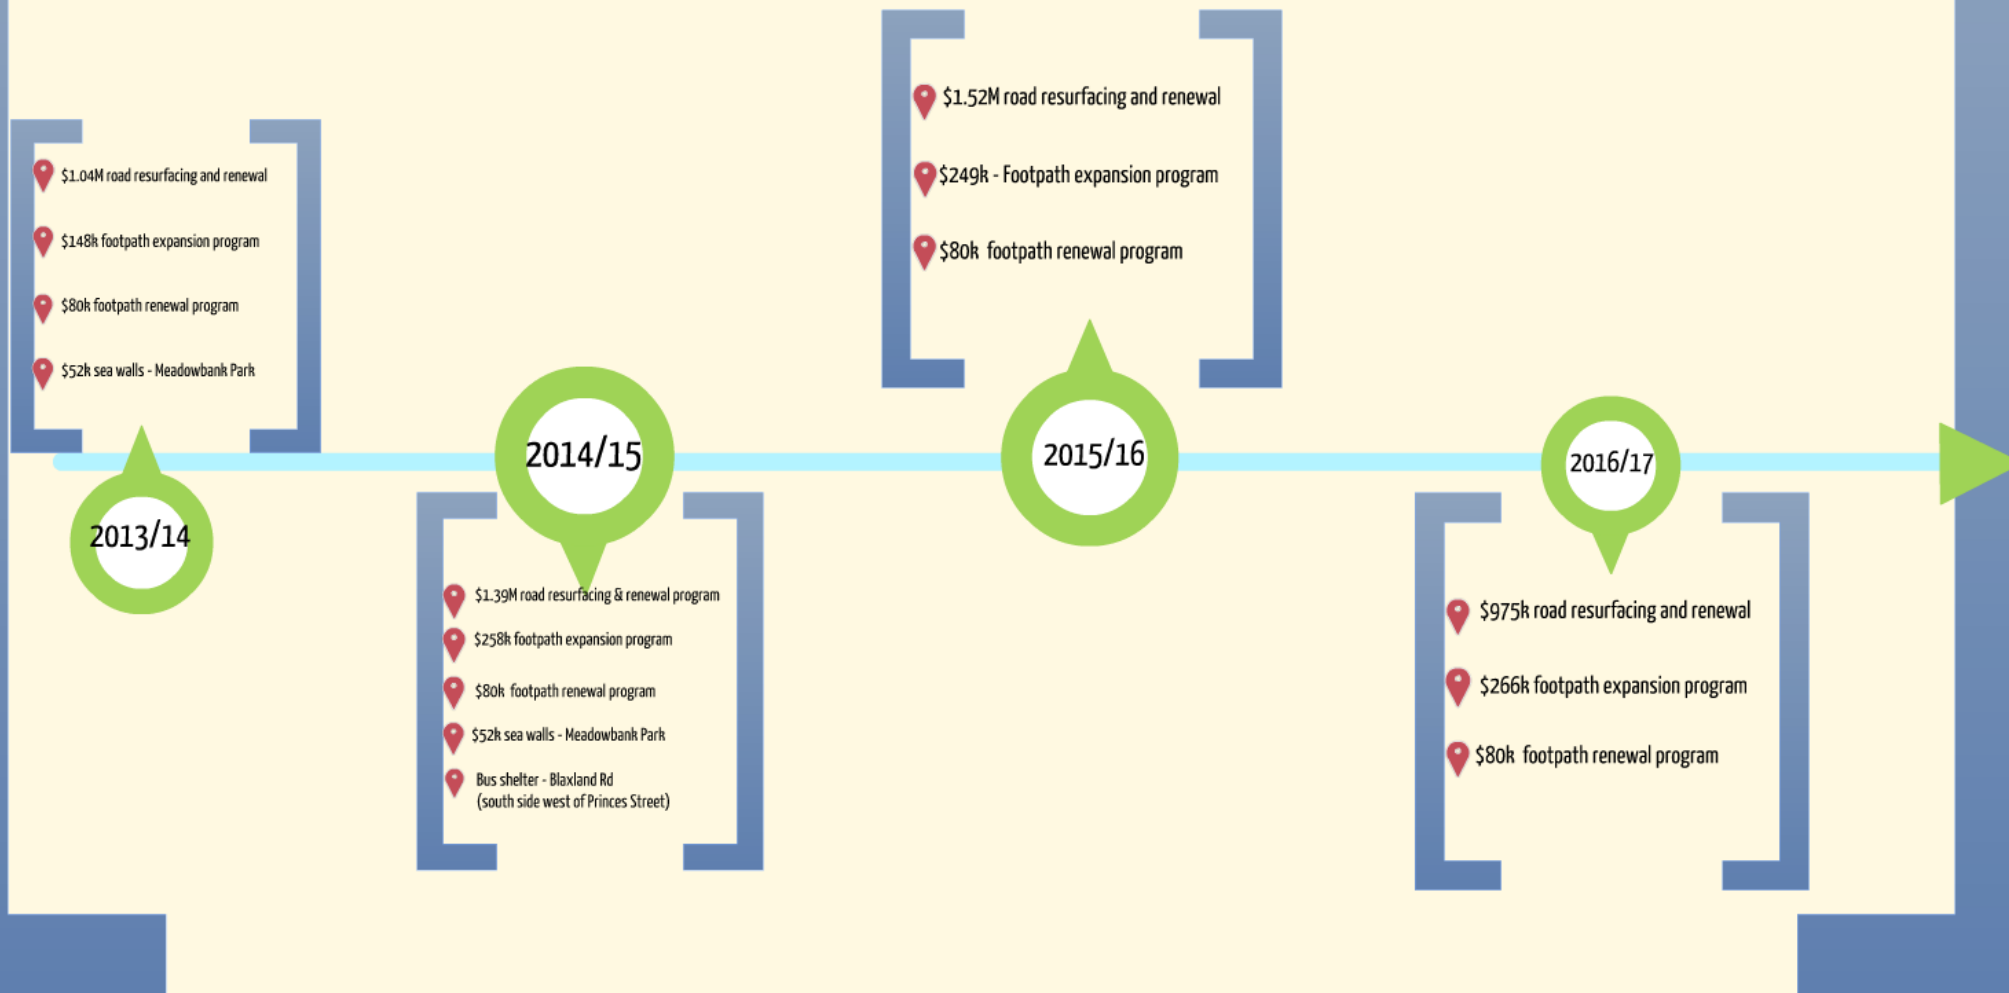 $1.04M road resurfacing and renewal
$148k footpath expansion program
$80k footpath renewal program
$52k sea walls - Meadowbank Park
2013/14
2014/15
$1.39M road resurfacing & renewal program
$258k footpath expansion program
$80k footpath renewal program
$52k sea walls - Meadowbank Park
Bus shelter - Blaxland Rd
(south side west of Princes Street)
$1.52M road resurfacing and renewal
$249k - Footpath expansion program
$80k footpath renewal program
2015/16
2016/17
$975k road resurfacing and renewal
$266k footpath expansion program
$80k footpath renewal program